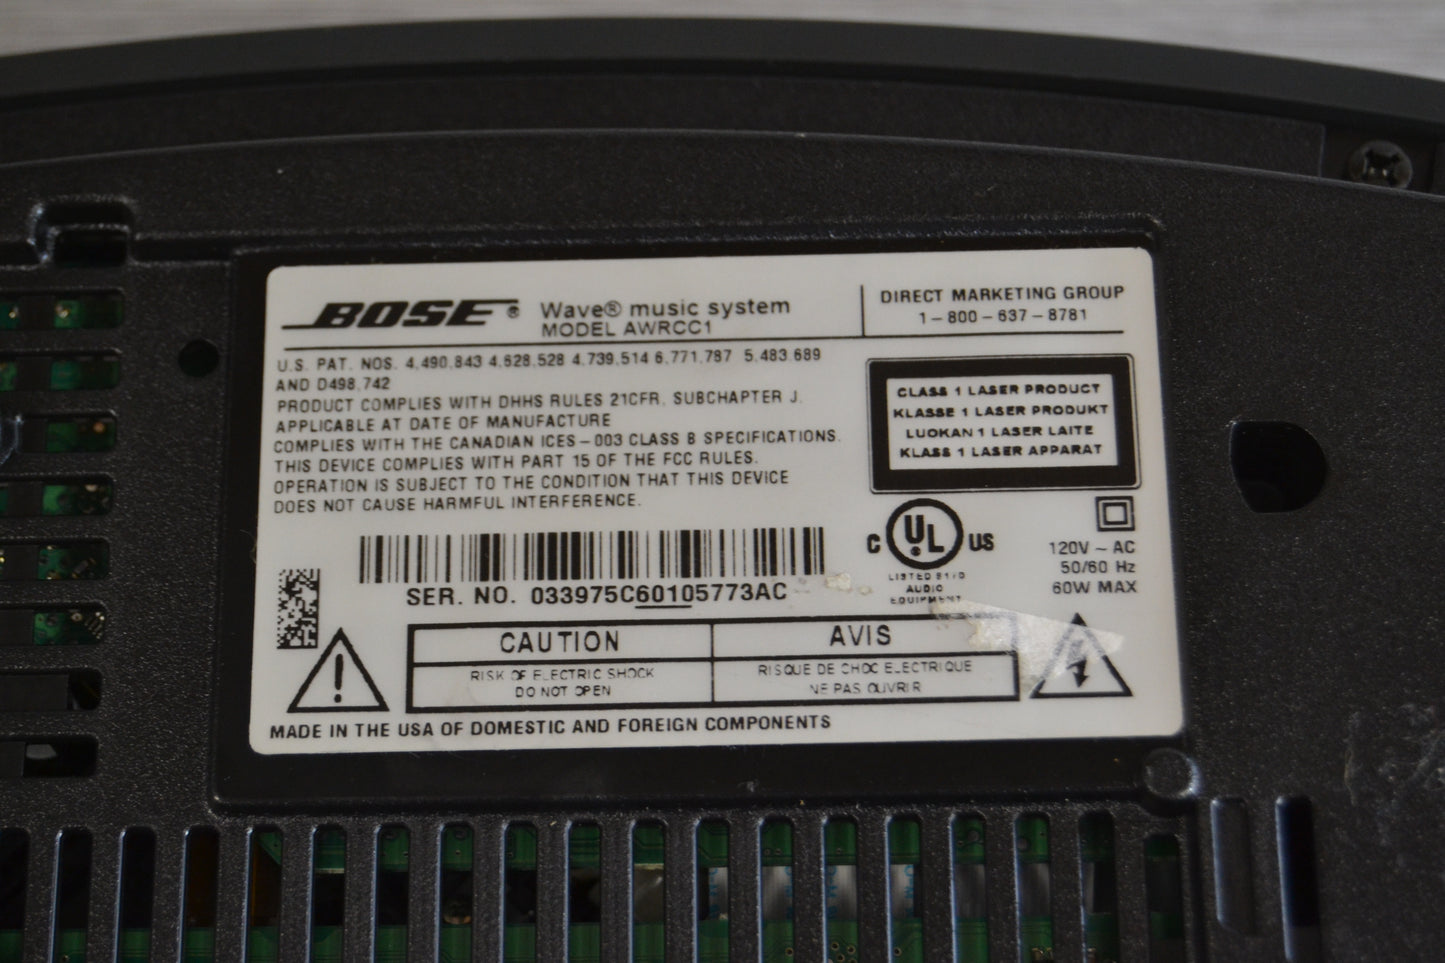 BOSE® Wave® music system
MODEL AWRCC1
DIRECT MARKETING GROUP
1-800-637-8781
U.S. PAT. NOS. 4,490,843 4,628,528 4,739,514 6,771,787 5,483,689
AND D498,742
PRODUCT COMPLIES WITH DHHS RULES 21CFR, SUBCHAPTER J.
APPLICABLE AT DATE OF MANUFACTURE
COMPLIES WITH THE CANADIAN ICES-003 CLASS B SPECIFICATIONS.
THIS DEVICE COMPLIES WITH PART 15 OF THE FCC RULES.
OPERATION IS SUBJECT TO THE CONDITION THAT THIS DEVICE
DOES NOT CAUSE HARMFUL INTERFERENCE.
CLASS 1 LASER PRODUCT
KLASSE 1 LASER PRODUKT
LUOKAN 1 LASER LAITE
KLASS 1 LASER APPARAT
C UL US
LISTED
AUDIO
EQUIPMENT
120V ~ AC
50/60 Hz
60W MAX
SER. NO. 033975C60105773AC
CAUTION
RISK OF ELECTRIC SHOCK
DO NOT OPEN
AVIS
RISQUE DE CHOC ELECTRIQUE
NE PAS OUVRIR
MADE IN THE USA OF DOMESTIC AND FOREIGN COMPONENTS